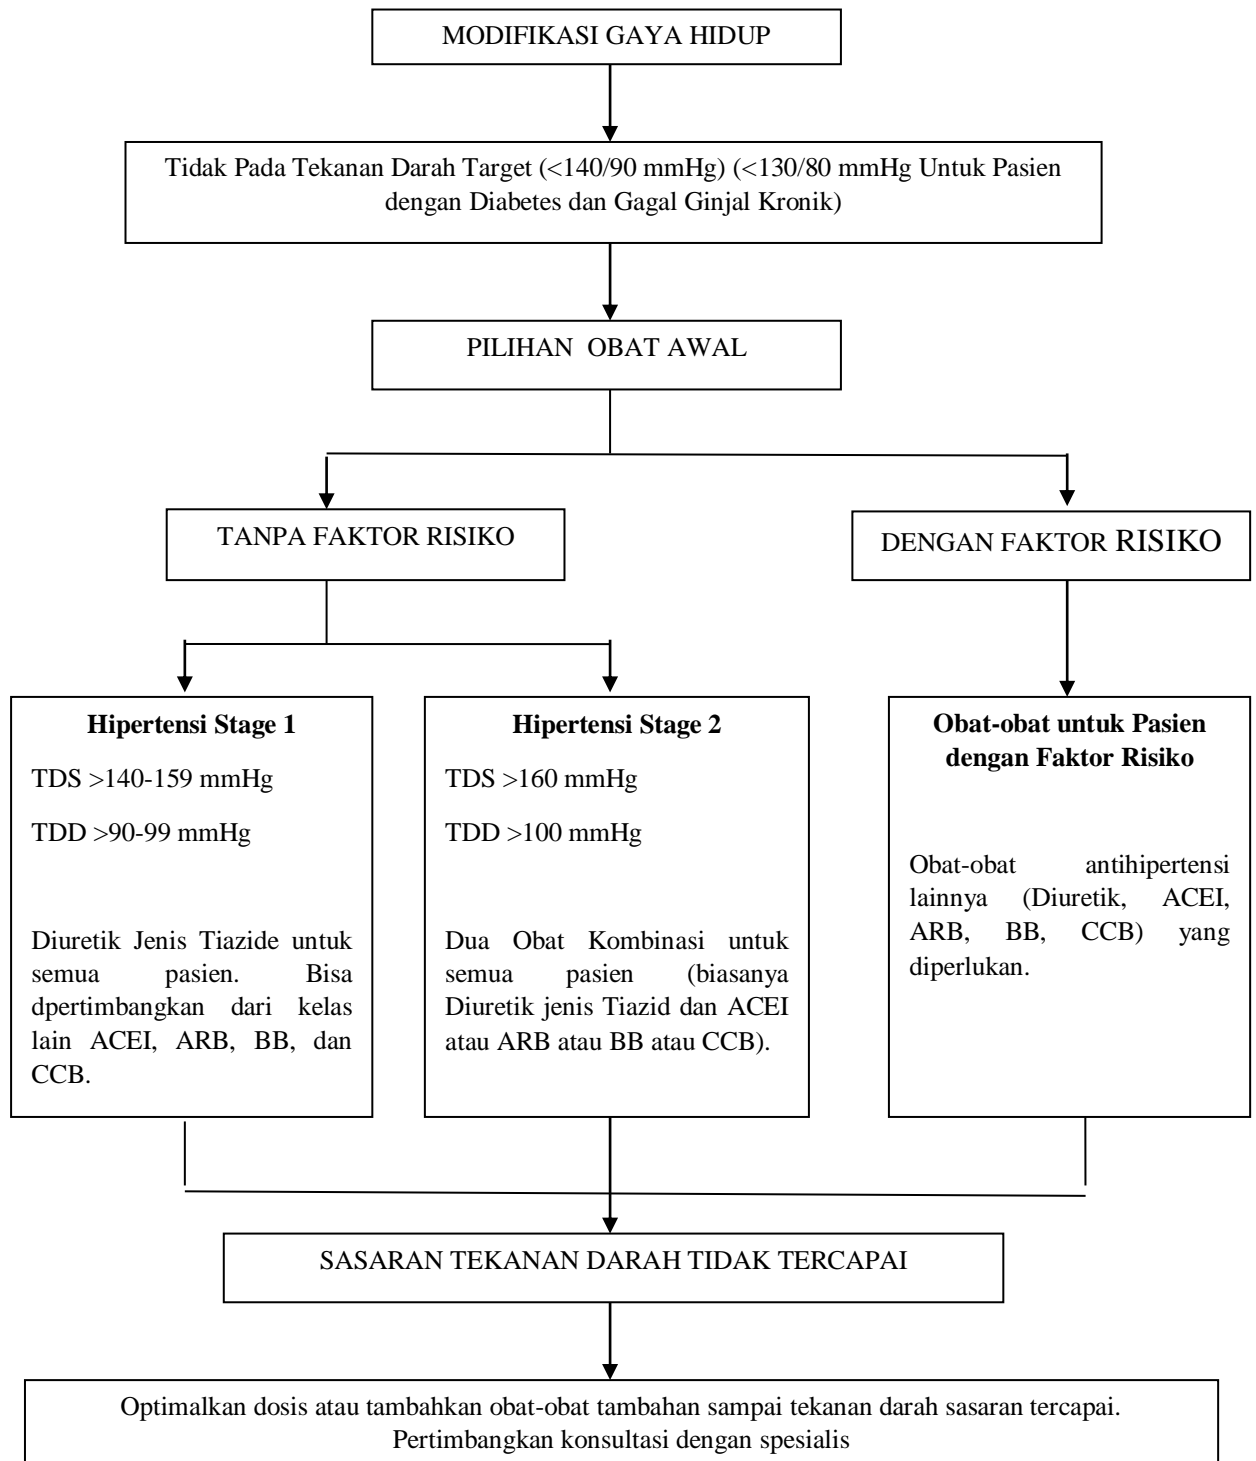 MODIFIKASI GAYA HIDUP
Tidak Pada Tekanan Darah Target (<140/90 mmHg) (<130/80 mmHg Untuk Pasien
dengan Diabetes dan Gagal Ginjal Kronik)
PILIHAN OBAT AWAL
TANPA FAKTOR RISIKO
DENGAN FAKTOR RISIKO
Hipertensi Stage 1
TDS >140-159 mmHg
TDD >90-99 mmHg
Diuretik Jenis Tiazide untuk
semua pasien. Bisa
dpertimbangkan dari kelas
lain ACEI, ARB, BB, dan
CCB.
Hipertensi Stage 2
TDS >160 mmHg
TDD >100 mmHg
Dua Obat Kombinasi untuk
semua pasien (biasanya
Diuretik jenis Tiazid dan ACEI
atau ARB atau BB atau CCB).
Obat-obat untuk Pasien
dengan Faktor Risiko
Obat-obat antihipertensi
lainnya (Diuretik, ACEI,
ARB, BB, CCB) yang
diperlukan.
SASARAN TEKANAN DARAH TIDAK TERCAPAI
Optimalkan dosis atau tambahkan obat-obat tambahan sampai tekanan darah sasaran tercapai.
Pertimbangkan konsultasi dengan spesialis